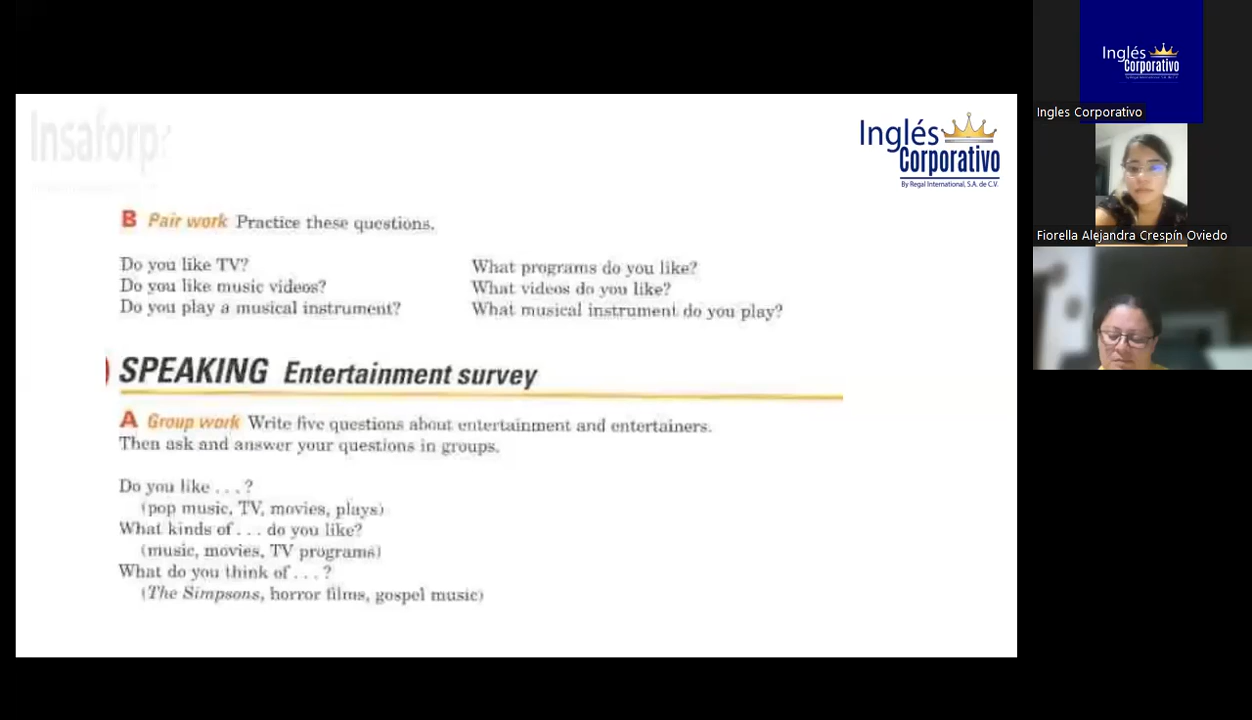 Insaforp
Inglés
Corporativo
By Regal International, S.A. de C.V.
B Pair work Practice these questions.
Do you like TV? What programs do you like?
Do you like music videos? What videos do you like?
Do you play a musical instrument? What musical instrument do you play?
SPEAKING Entertainment survey
A Group work Write five questions about entertainment and entertainers.
Then ask and answer your questions in groups.
Do you like . . . ?
(pop music, TV, movies, plays)
What kinds of . . . do you like?
(music, movies, TV programs)
What do you think of . . . ?
(The Simpsons, horror films, gospel music)
Inglés
Corporativo
Ingles Corporativo
Fiorella Alejandra Crespín Oviedo